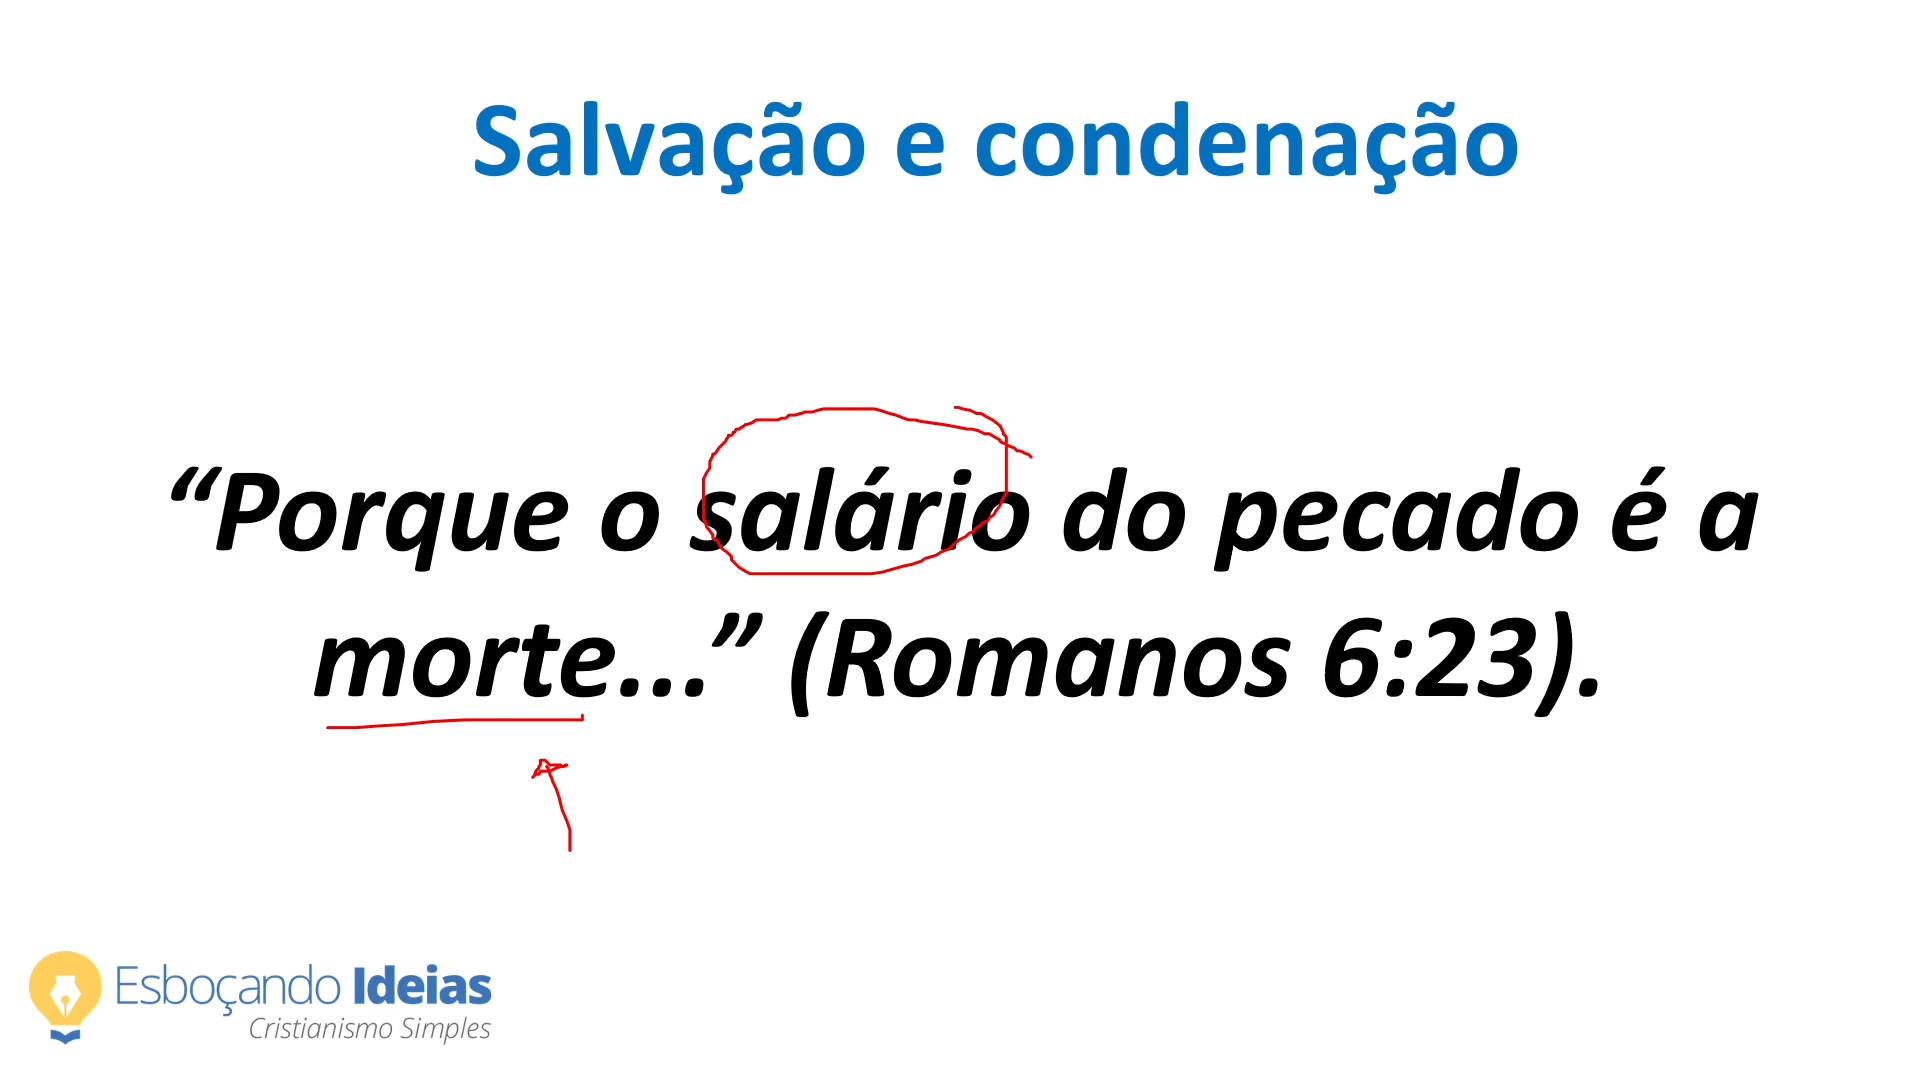 Salvação e condenação
“Porque o salário do pecado é a
morte...” (Romanos 6:23).
Esboçando Ideias
Cristianismo Simples